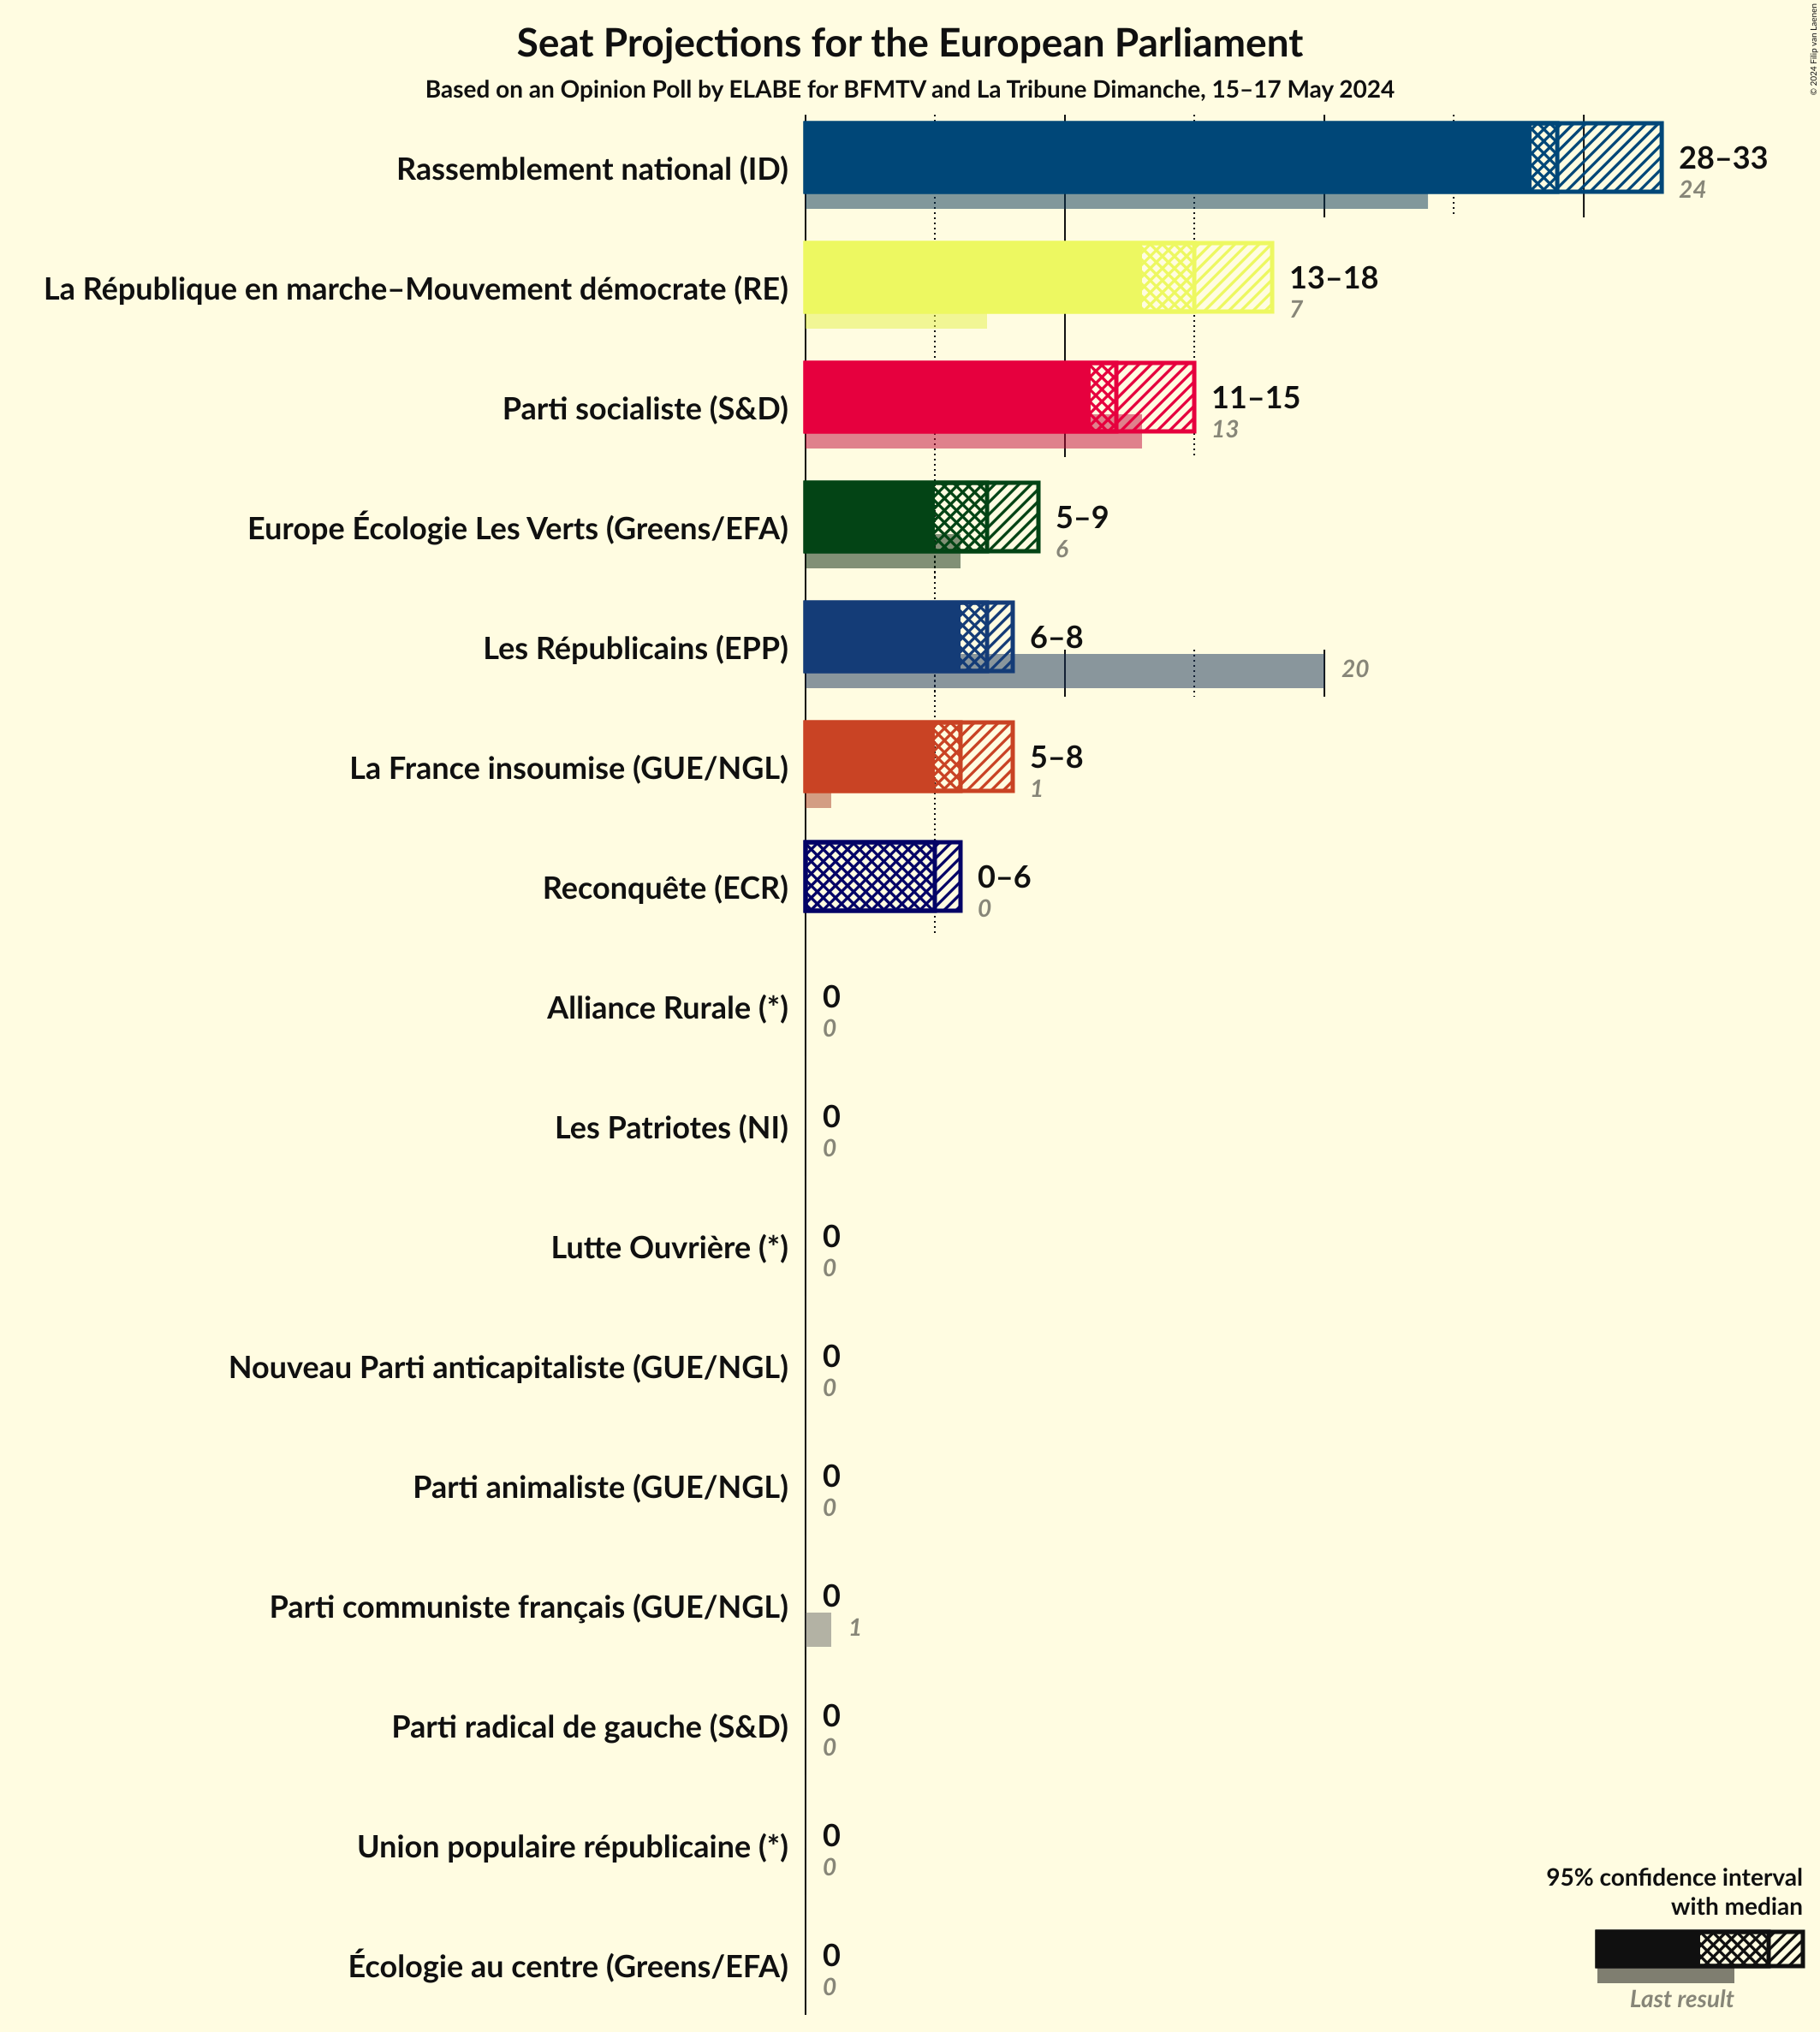 Seat Projections for the European Parliament
Based on an Opinion Poll by ELABE for BFMTV and La Tribune Dimanche, 15–17 May 2024
© 2024 Filip van Laenen
Rassemblement national (ID)
28–33
24
La République en marche–Mouvement démocrate (RE)
13–18
7
Parti socialiste (S&D)
11–15
13
Europe Écologie Les Verts (Greens/EFA)
5–9
6
Les Républicains (EPP)
6–8
20
La France insoumise (GUE/NGL)
5–8
1
Reconquête (ECR)
0–6
0
Alliance Rurale (*)
0
0
Les Patriotes (NI)
0
0
Lutte Ouvrière (*)
0
0
Nouveau Parti anticapitaliste (GUE/NGL)
0
0
Parti animaliste (GUE/NGL)
0
0
Parti communiste français (GUE/NGL)
0
1
Parti radical de gauche (S&D)
0
0
Union populaire républicaine (*)
0
0
Écologie au centre (Greens/EFA)
0
0
95% confidence interval
with median
Last result